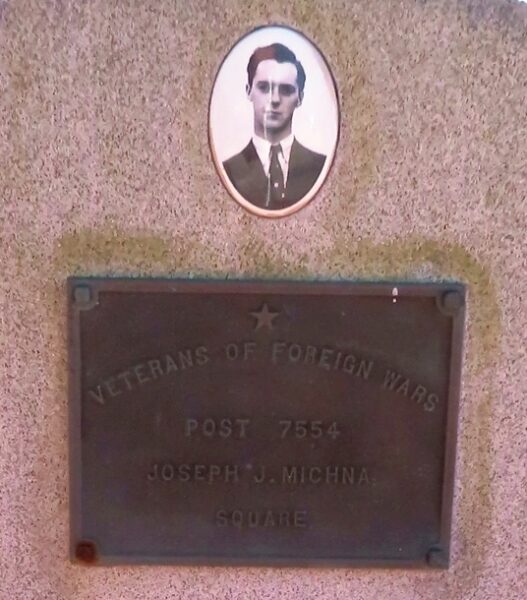 VETERANS OF FOREIGN WARS
POST 7554
JOSEPH J. MICHNA
SQUARE